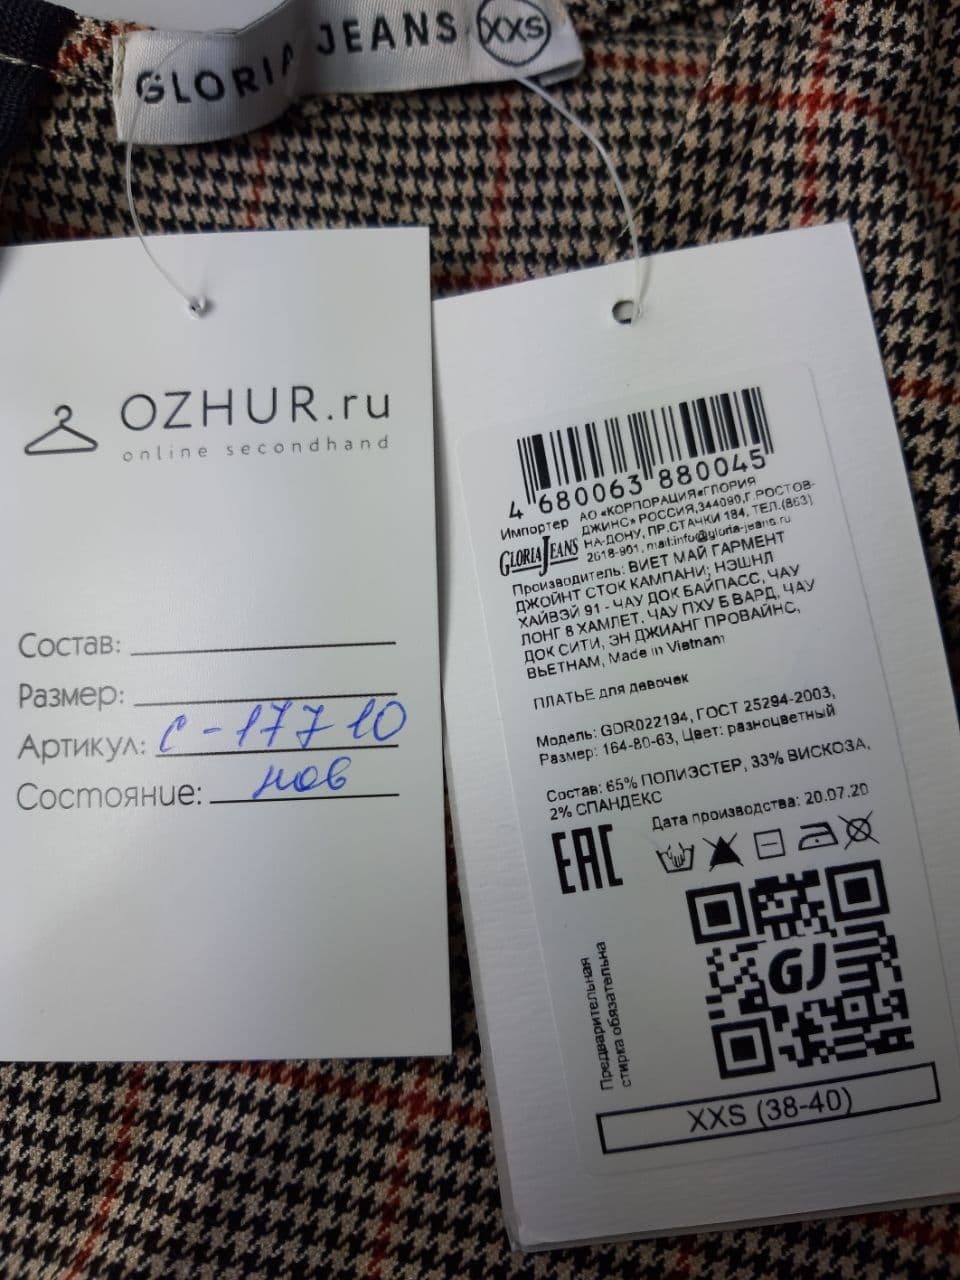 GLORIA JEANS XXS
OZHUR.ru
online secondhand
Состав:
Размер:
Артикул: С-17710
Состояние: нов
4 680063 880045
Импортер АО «КОРПОРАЦИЯ «ГЛОРИЯ
ДЖИНС» РОССИЯ,344090,Г.РОСТОВ-
GLORIA JEANS НА-ДОНУ, ПР.СТАЧКИ 184, ТЕЛ.(863)
2618-901, mail:info@gloria-jeans.ru
Производитель: ВИЕТ МАЙ ГАРМЕНТ
ДЖОЙНТ СТОК КАМПАНИ; НЭШНЛ
ХАЙВЭЙ 91 - ЧАУ ДОК БАЙПАСС, ЧАУ
ЛОНГ 8 ХАМЛЕТ, ЧАУ ПХУ Б ВАРД, ЧАУ
ДОК СИТИ, ЭН ДЖИАНГ ПРОВАЙНС,
ВЬЕТНАМ, Made in Vietnam
ПЛАТЬЕ для девочек
Модель: GDR022194, ГОСТ 25294-2003,
Размер: 164-80-63, Цвет: разноцветный
Состав: 65% ПОЛИЭСТЕР, 33% ВИСКОЗА,
2% СПАНДЕКС
Дата производства: 20.07.20
EAC
GJ
Предварительная
стирка обязательна
XXS (38-40)